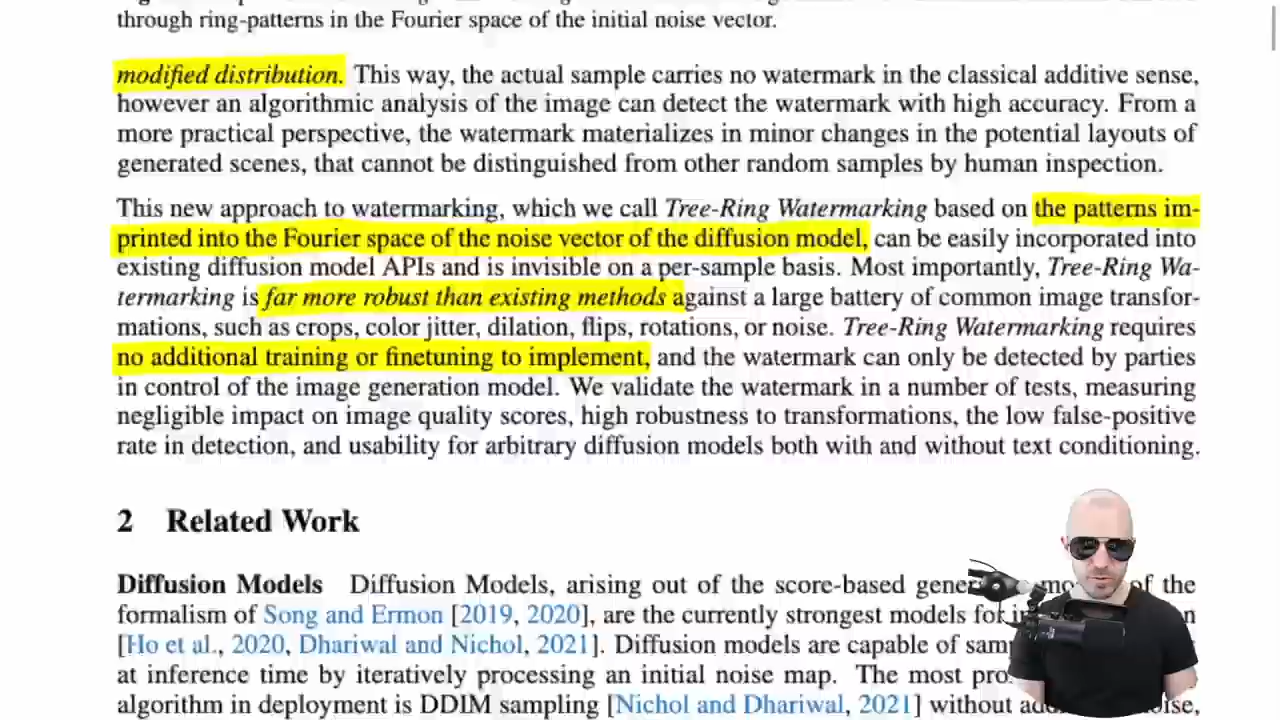 through ring-patterns in the Fourier space of the initial noise vector.
modified distribution. This way, the actual sample carries no watermark in the classical additive sense,
however an algorithmic analysis of the image can detect the watermark with high accuracy. From a
more practical perspective, the watermark materializes in minor changes in the potential layouts of
generated scenes, that cannot be distinguished from other random samples by human inspection.
This new approach to watermarking, which we call Tree-Ring Watermarking based on the patterns im-
printed into the Fourier space of the noise vector of the diffusion model, can be easily incorporated into
existing diffusion model APIs and is invisible on a per-sample basis. Most importantly, Tree-Ring Wa-
termarking is far more robust than existing methods against a large battery of common image transfor-
mations, such as crops, color jitter, dilation, flips, rotations, or noise. Tree-Ring Watermarking requires
no additional training or finetuning to implement, and the watermark can only be detected by parties
in control of the image generation model. We validate the watermark in a number of tests, measuring
negligible impact on image quality scores, high robustness to transformations, the low false-positive
rate in detection, and usability for arbitrary diffusion models both with and without text conditioning.
2 Related Work
Diffusion Models Diffusion Models, arising out of the score-based of the
formalism of Song and Ermon [2019, 2020], are the currently strongest models for
[Ho et al., 2020, Dhariwal and Nichol, 2021]. Diffusion models are capable of
at inference time by iteratively processing an initial noise map. The most
algorithm in deployment is DDIM sampling [Nichol and Dhariwal, 2021] without